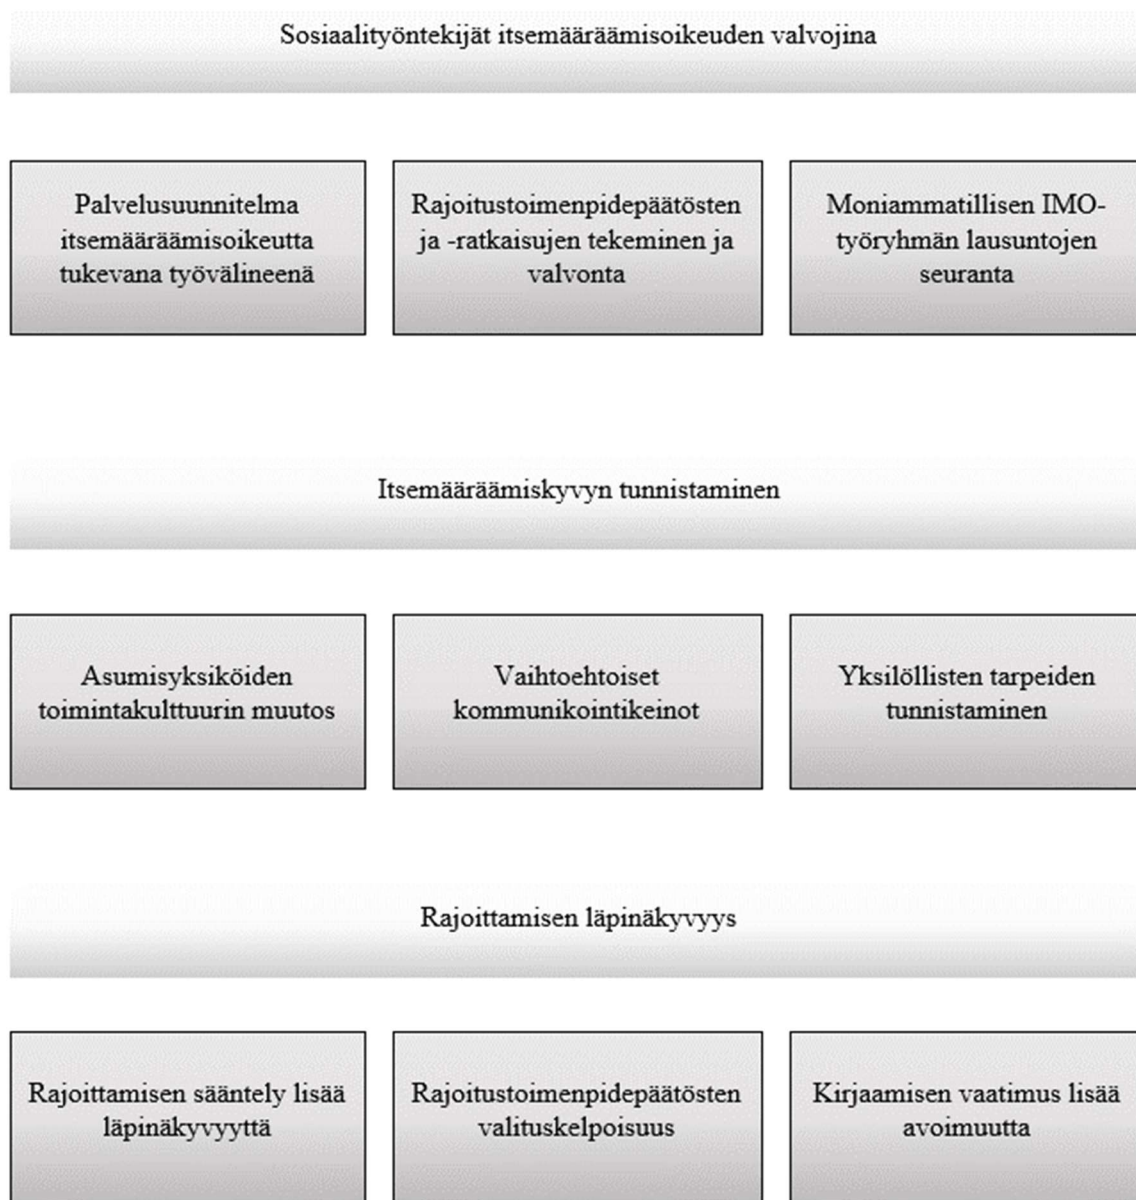 Sosiaalityöntekijät itsemääräämisoikeuden valvojina
Palvelusuunnitelma
itsemääräämisoikeutta
tukevana työvälineenä
Rajoitustoimenpidepäätösten
ja -ratkaisujen tekeminen ja
valvonta
Moniammatillisen IMO-
työryhmän lausuntojen
seuranta
Itsemääräämiskyvyn tunnistaminen
Asumisyksiköiden
toimintakulttuurin muutos
Vaihtoehtoiset
kommunikointikeinot
Yksilöllisten tarpeiden
tunnistaminen
Rajoittamisen läpinäkyvyys
Rajoittamisen sääntely lisää
läpinäkyvyyttä
Rajoitustoimenpidepäätösten
valituskelpoisuus
Kirjaamisen vaatimus lisää
avoimuutta